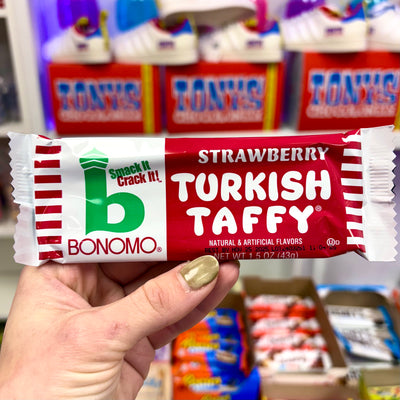 TONY'S
TONY'S
TONY'S
Smack It
Crack It!
b
BONOMO®
STRAWBERRY
TURKISH
TAFFY®
NATURAL & ARTIFICIAL FLAVORS
NET WT 1.5 OZ (43g)